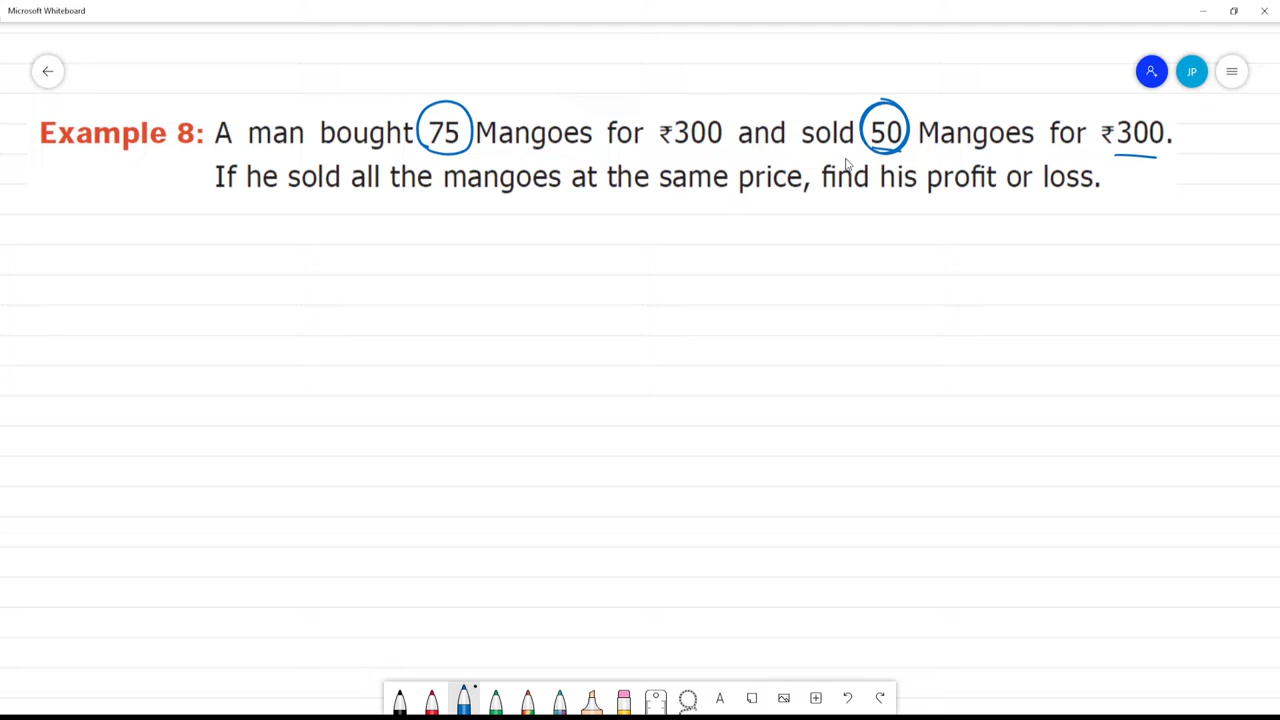 Microsoft Whiteboard
JP
Example 8: A man bought 75 Mangoes for ₹300 and sold 50 Mangoes for ₹300.
If he sold all the mangoes at the same price, find his profit or loss.
A